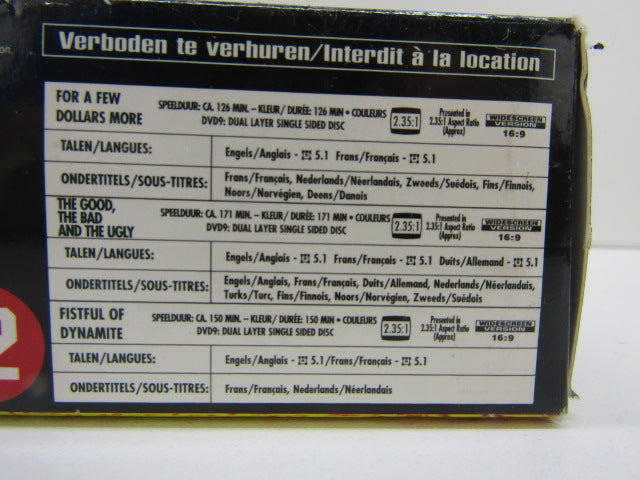 on.
Verboden te verhuren/Interdit à la location
FOR A FEW
DOLLARS MORE
SPEELDUUR: CA. 126 MIN. – KLEUR/ DURÉE: 126 MIN • COULEURS
DVD9: DUAL LAYER SINGLE SIDED DISC
2.35:1
Presented in
2.35:1 Aspect Ratio
(Approx)
WIDESCREEN
VERSION
16:9
TALEN/LANGUES:
Engels/Anglais - 5.1 Frans/Français - 5.1
ONDERTITELS/SOUS-TITRES:
Frans/Français, Nederlands/Néerlandais, Zweeds/Suédois, Fins/Finnois,
Noors/Norvégien, Deens/Danois
THE GOOD,
THE BAD
AND THE UGLY
SPEELDUUR: CA. 171 MIN. – KLEUR/ DURÉE: 171 MIN • COULEURS
DVD9: DUAL LAYER SINGLE SIDED DISC
2.35:1
Presented in
2.35:1 Aspect Ratio
(Approx)
WIDESCREEN
VERSION
16:9
TALEN/LANGUES:
Engels/Anglais - 5.1 Frans/Français - 5.1 Duits/Allemand - 5.1
ONDERTITELS/SOUS-TITRES:
Engels/Anglais, Frans/Français, Duits/Allemand, Nederlands/Néerlandais,
Turks/Turc, Fins/Finnois, Noors/Norvégien, Zweeds/Suédois
FISTFUL OF
DYNAMITE
SPEELDUUR: CA. 150 MIN. – KLEUR/ DURÉE: 150 MIN • COULEURS
DVD9: DUAL LAYER SINGLE SIDED DISC
2.35:1
Presented in
2.35:1 Aspect Ratio
(Approx)
WIDESCREEN
VERSION
16:9
TALEN/LANGUES:
Engels/Anglais - 5.1/Frans/Français - 5.1
ONDERTITELS/SOUS-TITRES:
Frans/Français, Nederlands/Néerlandais
2